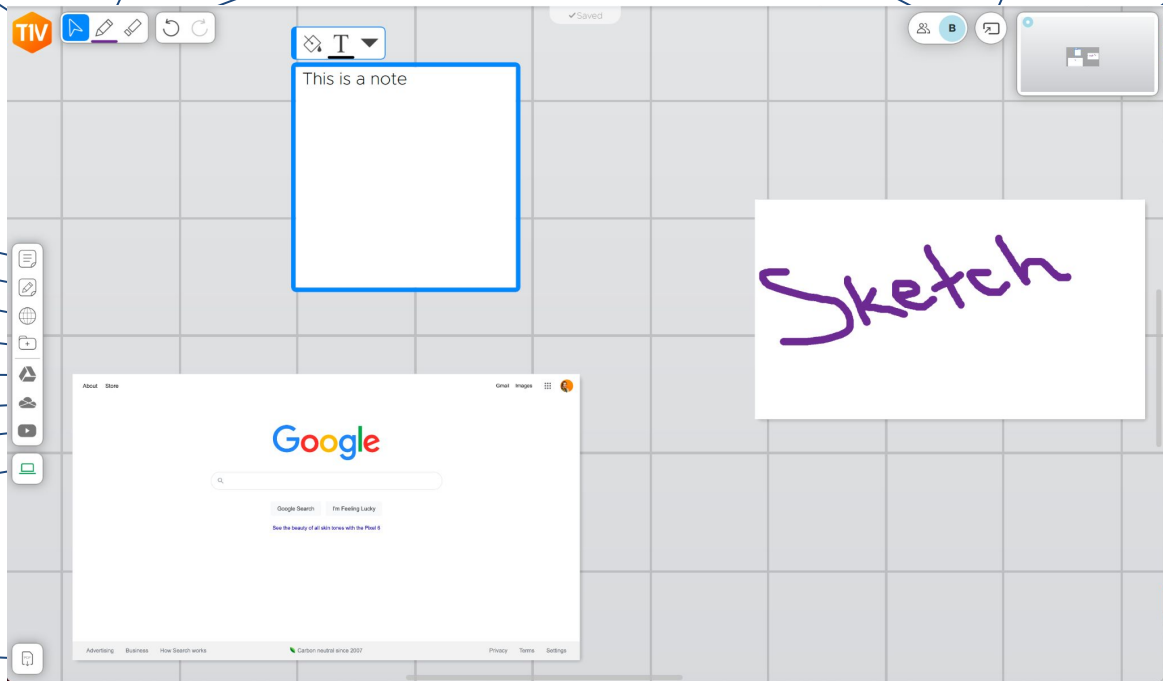 T1V
✓Saved
B
T
This is a note
Sketch
About Store
Gmail Images
Google
Google Search I'm Feeling Lucky
See the beauty of all skin tones with the Pixel 6
Advertising Business How Search works
Carbon neutral since 2007
Privacy Terms Settings